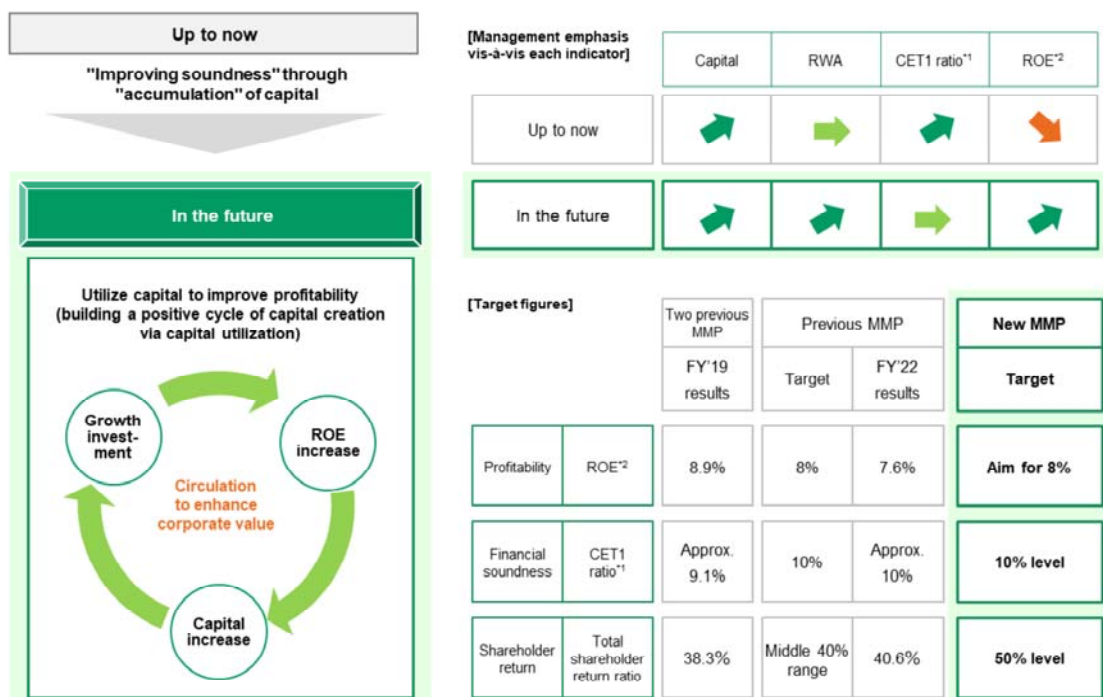 Up to now
"Improving soundness" through
"accumulation" of capital
In the future
Utilize capital to improve profitability
(building a positive cycle of capital creation
via capital utilization)
Growth
invest-
ment
ROE
increase
Circulation
to enhance
corporate value
Capital
increase
[Management emphasis
vis-à-vis each indicator]
Capital
RWA
CET1 ratio*1
ROE*2
Up to now
In the future
[Target figures]
Two previous
MMP
Previous MMP
New MMP
FY'19
results
Target
FY'22
results
Target
Profitability
ROE*2
8.9%
8%
7.6%
Aim for 8%
Financial
soundness
CET1
ratio*1
Approx.
9.1%
10%
Approx.
10%
10% level
Shareholder
return
Total
shareholder
return ratio
38.3%
Middle 40%
range
40.6%
50% level